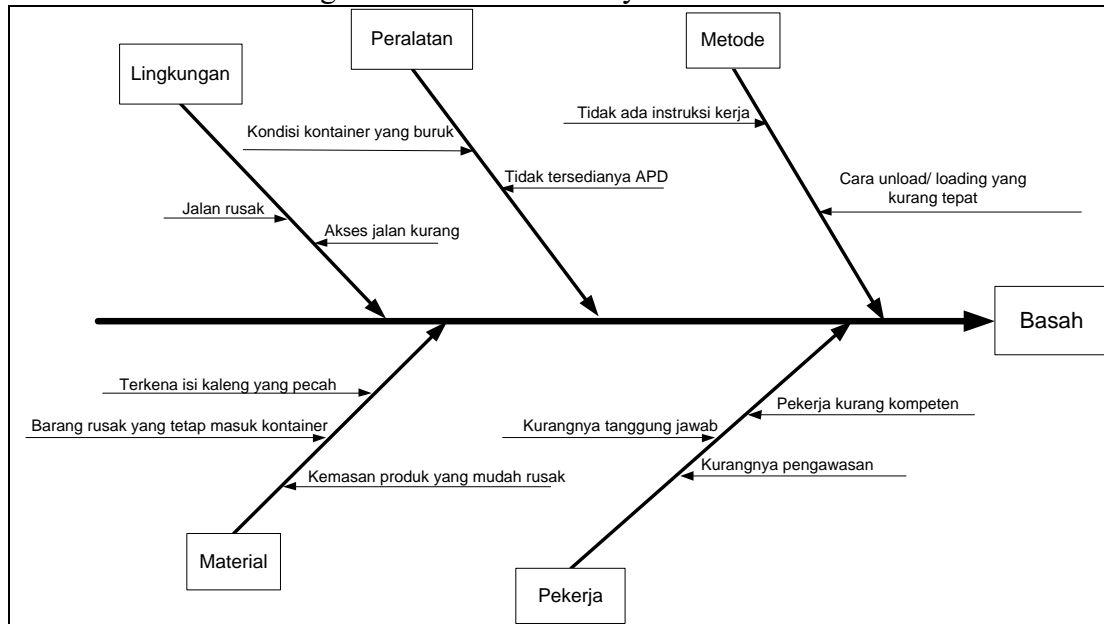 Lingkungan
Peralatan
Metode
Kondisi kontainer yang buruk
Tidak tersedianya APD
Tidak ada instruksi kerja
Cara unload/ loading yang
kurang tepat
Jalan rusak
Akses jalan kurang
Basah
Terkena isi kaleng yang pecah
Barang rusak yang tetap masuk kontainer
Kemasan produk yang mudah rusak
Material
Pekerja kurang kompeten
Kurangnya tanggung jawab
Kurangnya pengawasan
Pekerja